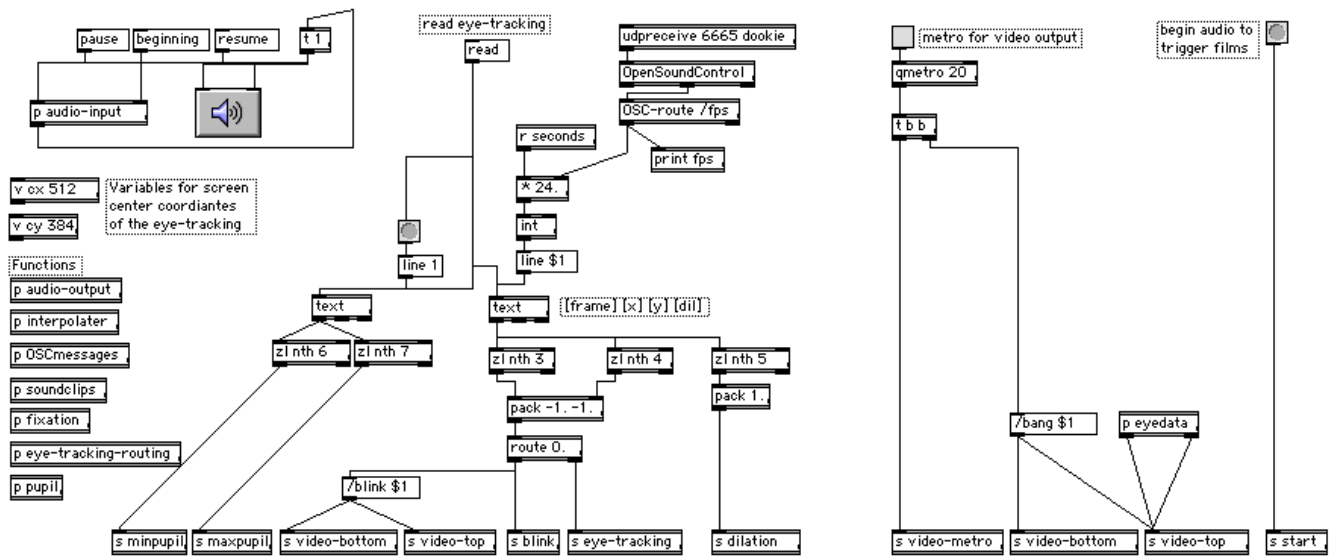 pause
beginning
resume
t 1
p audio-input
v cx 512
v cy 384
Variables for screen
center coordiantes
of the eye-tracking
Functions
p audio-output
p interpolater
p OSCmessages
p soundclips
p fixation
p eye-tracking-routing
p pupil
read eye-tracking
read
udpreceive 6665 dookie
OpenSoundControl
OSC-route /fps
print fps
r seconds
* 24.
int
line $1
line 1
text
text
[frame] [x] [y] [dil]
zl nth 6
zl nth 7
zl nth 3
zl nth 4
zl nth 5
pack -1. -1.
pack 1.
route 0.
/blink $1
s minpupil
s maxpupil
s video-bottom
s video-top
s blink
s eye-tracking
s dilation
metro for video output
qmetro 20
t b b
/bang $1
p eyedata
s video-metro
s video-bottom
s video-top
begin audio to
trigger films
s start